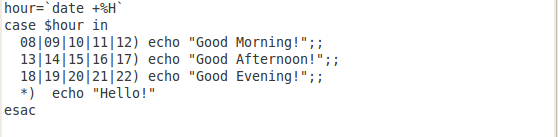 hour=`date +%H`
case $hour in
  08|09|10|11|12) echo "Good Morning!";;
  13|14|15|16|17) echo "Good Afternoon!";;
  18|19|20|21|22) echo "Good Evening!";;
  *)  echo "Hello!"
esac